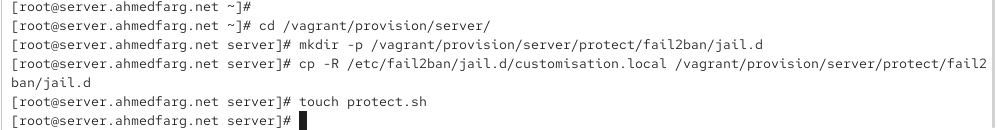 [root@server.ahmedfarg.net ~]#
[root@server.ahmedfarg.net ~]# cd /vagrant/provision/server/
[root@server.ahmedfarg.net server]# mkdir -p /vagrant/provision/server/protect/fail2ban/jail.d
[root@server.ahmedfarg.net server]# cp -R /etc/fail2ban/jail.d/customisation.local /vagrant/provision/server/protect/fail2
ban/jail.d
[root@server.ahmedfarg.net server]# touch protect.sh
[root@server.ahmedfarg.net server]#